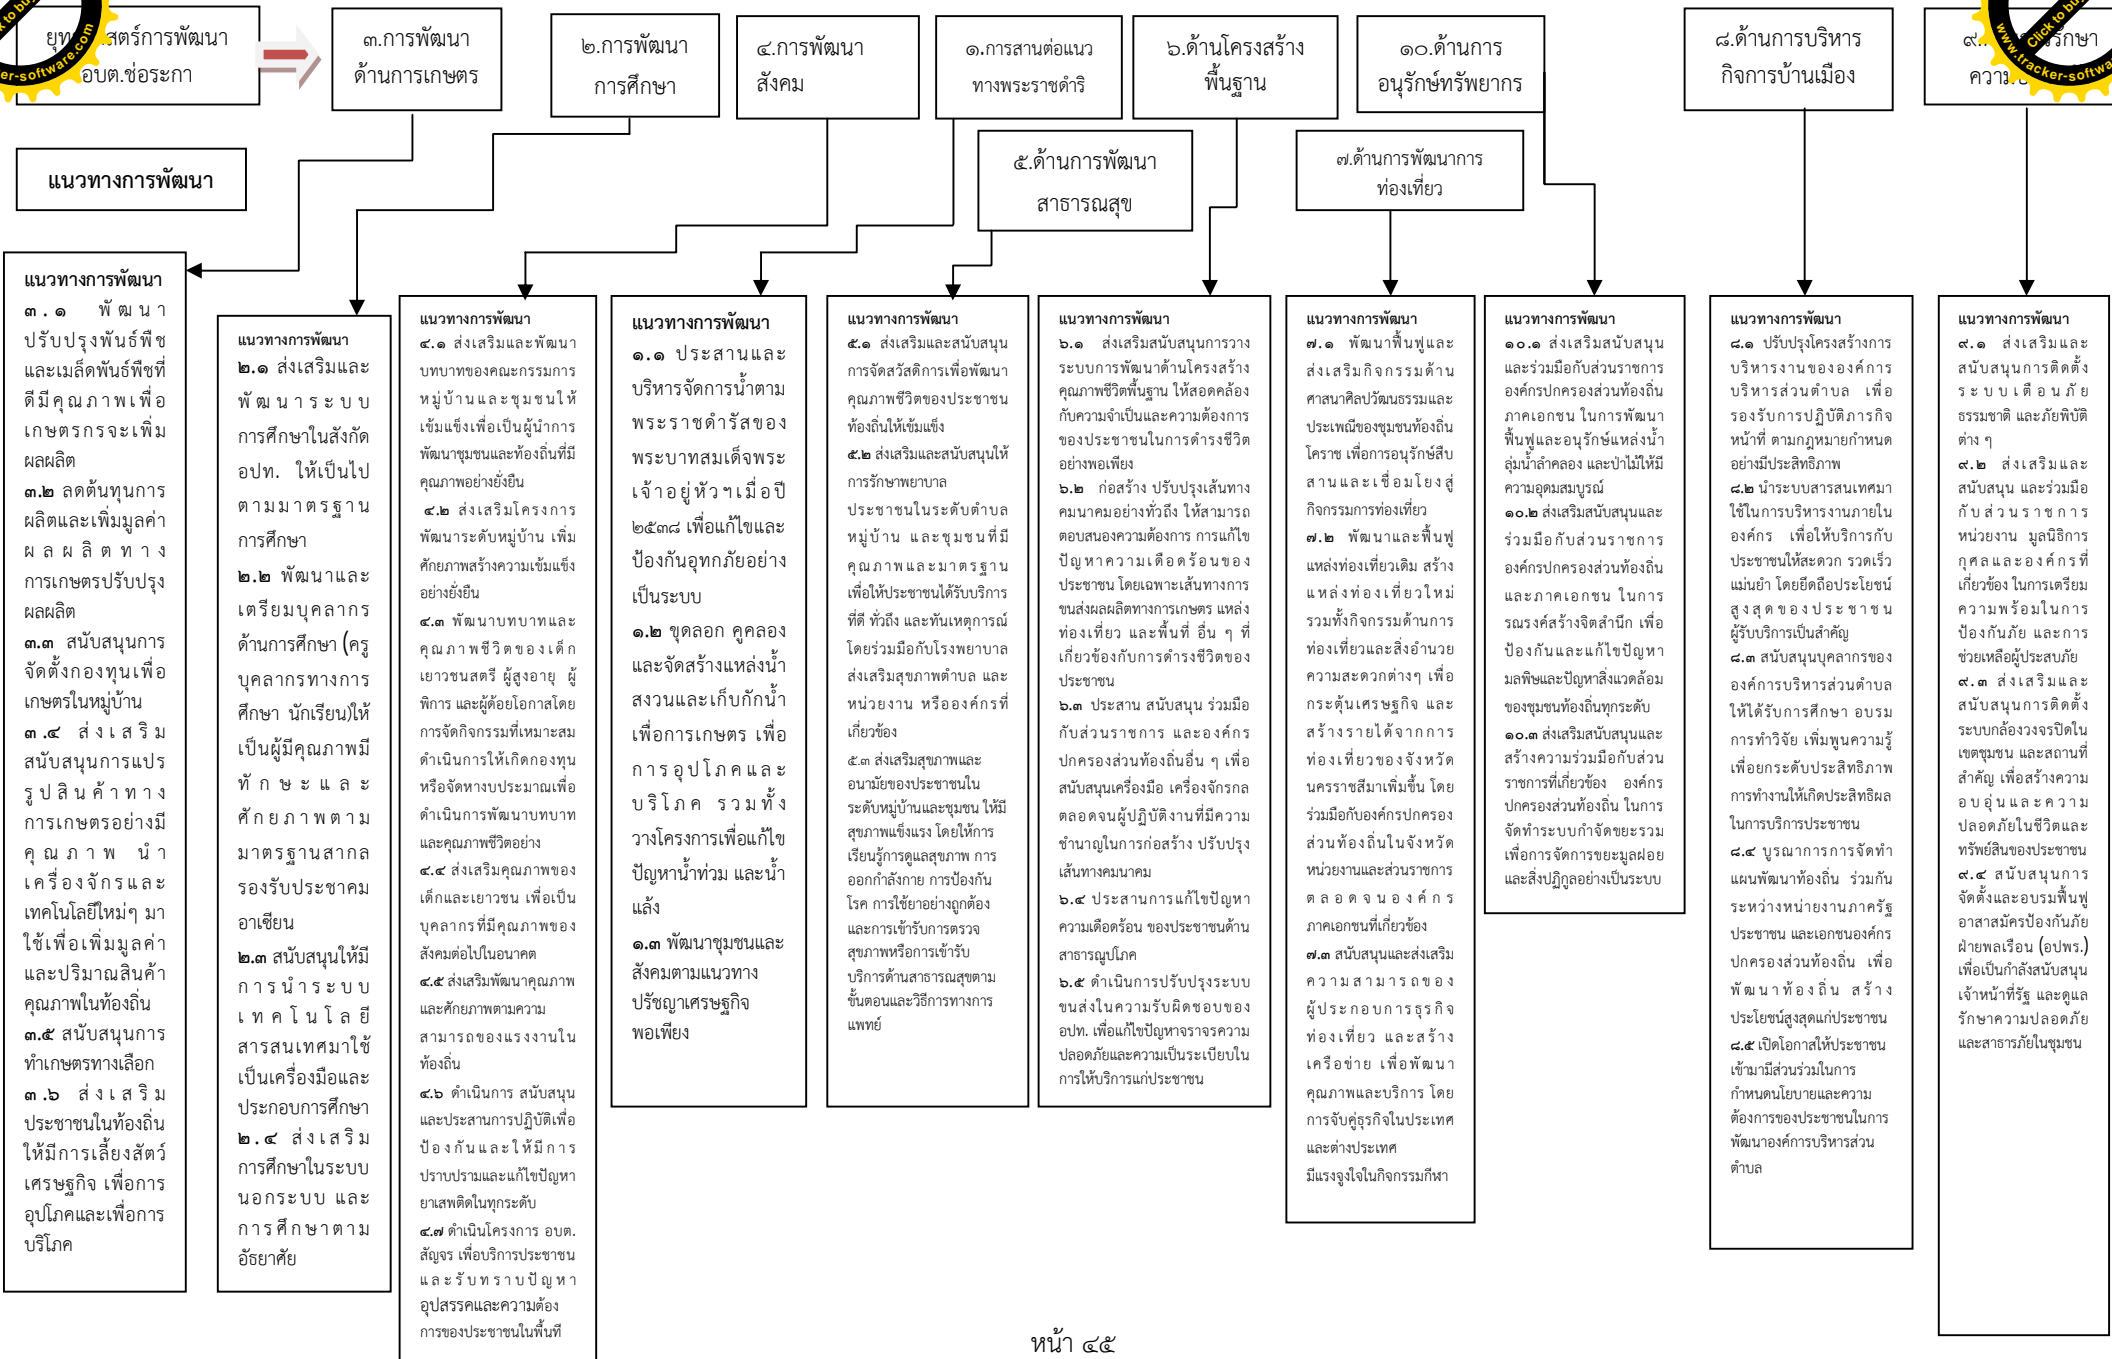 ยุท
สตร์การพัฒนา
อบต.ช่อระกา
๓.การพัฒนา
ด้านการเกษตร
๒.การพัฒนา
การศึกษา
๔.การพัฒนา
สังคม
๑.การสานต่อแนว
ทางพระราชดำริ
๖.ด้านโครงสร้าง
พื้นฐาน
๑๐.ด้านการ
อนุรักษ์ทรัพยากร
๘.ด้านการบริหาร
กิจการบ้านเมือง
รักษา
แนวทางการพัฒนา
๕.ด้านการพัฒนา
สาธารณสุข
๗.ด้านการพัฒนาการ
ท่องเที่ยว
แนวทางการพัฒนา
๓.๑ พัฒนา
ปรับปรุงพันธ์พืช
และเมล็ดพันธ์พืชที่
ดีมีคุณภาพเพื่อ
เกษตรกรจะเพิ่ม
ผลผลิต
๓.๒ ลดต้นทุนการ
ผลิตและเพิ่มมูลค่า
ผลผลิตทาง
การเกษตรปรับปรุง
ผลผลิต
๓.๓ สนับสนุนการ
จัดตั้งกองทุนเพื่อ
เกษตรในหมู่บ้าน
๓.๔ ส่งเสริม
สนับสนุนการแปร
รูปสินค้าทาง
การเกษตรอย่างมี
คุณภาพ นำ
เครื่องจักรและ
เทคโนโลยีใหม่ๆ มา
ใช้เพื่อเพิ่มมูลค่า
และปริมาณสินค้า
คุณภาพในท้องถิ่น
๓.๕ สนับสนุนการ
ทำเกษตรทางเลือก
๓.๖ ส่งเสริม
ประชาชนในท้องถิ่น
ให้มีการเลี้ยงสัตว์
เศรษฐกิจ เพื่อการ
อุปโภคและเพื่อการ
บริโภค
แนวทางการพัฒนา
๒.๑ ส่งเสริมและ
พัฒนาระบบ
การศึกษาในสังกัด
อปท. ให้เป็นไป
ตามมาตรฐาน
การศึกษา
๒.๒ พัฒนาและ
เตรียมบุคลากร
ด้านการศึกษา (ครู
บุคลากรทางการ
ศึกษา นักเรียน)ให้
เป็นผู้มีคุณภาพมี
ทักษะและ
ศักยภาพตาม
มาตรฐานสากล
รองรับประชาคม
อาเซียน
๒.๓ สนับสนุนให้มี
การนำระบบ
เทคโนโลยี
สารสนเทศมาใช้
เป็นเครื่องมือและ
ประกอบการศึกษา
๒.๔ ส่งเสริม
การศึกษาในระบบ
นอกระบบ และ
การศึกษาตาม
อัธยาศัย
แนวทางการพัฒนา
๔.๑ ส่งเสริมและพัฒนา
บทบาทของคณะกรรมการ
หมู่บ้านและชุมชนให้
เข้มแข็งเพื่อเป็นผู้นำการ
พัฒนาชุมชนและท้องถิ่นที่มี
คุณภาพอย่างยั่งยืน
๔.๒ ส่งเสริมโครงการ
พัฒนาระดับหมู่บ้าน เพิ่ม
ศักยภาพสร้างความเข้มแข็ง
อย่างยั่งยืน
๔.๓ พัฒนาบทบาทและ
คุณภาพชีวิตของเด็ก
เยาวชนสตรี ผู้สูงอายุ ผู้
พิการ และผู้ด้อยโอกาสโดย
การจัดกิจกรรมที่เหมาะสม
ดำเนินการให้เกิดกองทุน
หรือจัดหางบประมาณเพื่อ
ดำเนินการพัฒนาบทบาท
และคุณภาพชีวิตอย่าง
๔.๔ ส่งเสริมคุณภาพของ
เด็กและเยาวชน เพื่อเป็น
บุคลากรที่มีคุณภาพของ
สังคมต่อไปในอนาคต
๔.๕ ส่งเสริมพัฒนาคุณภาพ
และศักยภาพตามความ
สามารถของแรงงานใน
ท้องถิ่น
๔.๖ ดำเนินการ สนับสนุน
และประสานการปฏิบัติเพื่อ
ป้องกันและให้มีการ
ปราบปรามและแก้ไขปัญหา
ยาเสพติดในทุกระดับ
๔.๗ ดำเนินโครงการ อบต.
สัญจร เพื่อบริการประชาชน
และรับทราบปัญหา
อุปสรรคและความต้อง
การของประชาชนในพื้นที่
แนวทางการพัฒนา
๑.๑ ประสานและ
บริหารจัดการน้ำตาม
พระราชดำรัสของ
พระบาทสมเด็จพระ
เจ้าอยู่หัวฯเมื่อปี
๒๕๓๘ เพื่อแก้ไขและ
ป้องกันอุทกภัยอย่าง
เป็นระบบ
๑.๒ ขุดลอก คูคลอง
และจัดสร้างแหล่งน้ำ
สงวนและเก็บกักน้ำ
เพื่อการเกษตร เพื่อ
การอุปโภคและ
บริโภค รวมทั้ง
วางโครงการเพื่อแก้ไข
ปัญหาน้ำท่วม และน้ำ
แล้ง
๑.๓ พัฒนาชุมชนและ
สังคมตามแนวทาง
ปรัชญาเศรษฐกิจ
พอเพียง
แนวทางการพัฒนา
๕.๑ ส่งเสริมและสนับสนุน
การจัดสวัสดิการเพื่อพัฒนา
คุณภาพชีวิตของประชาชน
ท้องถิ่นให้เข้มแข็ง
๕.๒ ส่งเสริมและสนับสนุนให้
การรักษาพยาบาล
ประชาชนในระดับตำบล
หมู่บ้าน และชุมชนที่มี
คุณภาพและมาตรฐาน
เพื่อให้ประชาชนได้รับบริการ
ที่ดี ทั่วถึง และทันเหตุการณ์
โดยร่วมมือกับโรงพยาบาล
ส่งเสริมสุขภาพตำบล และ
หน่วยงาน หรือองค์กรที่
เกี่ยวข้อง
๕.๓ ส่งเสริมสุขภาพและ
อนามัยของประชาชนใน
ระดับหมู่บ้านและชุมชน ให้มี
สุขภาพแข็งแรง โดยให้การ
เรียนรู้การดูแลสุขภาพ การ
ออกกำลังกาย การป้องกัน
โรค การใช้ยาอย่างถูกต้อง
และการเข้ารับการตรวจ
สุขภาพหรือการเข้ารับ
บริการด้านสาธารณสุขตาม
ขั้นตอนและวิธีการทางการ
แพทย์
แนวทางการพัฒนา
๖.๑ ส่งเสริมสนับสนุนการวาง
ระบบการพัฒนาด้านโครงสร้าง
คุณภาพชีวิตพื้นฐาน ให้สอดคล้อง
กับความจำเป็นและความต้องการ
ของประชาชนในการดำรงชีวิต
อย่างพอเพียง
๖.๒ ก่อสร้าง ปรับปรุงเส้นทาง
คมนาคมอย่างทั่วถึง ให้สามารถ
ตอบสนองความต้องการ การแก้ไข
ปัญหาความเดือดร้อนของ
ประชาชน โดยเฉพาะเส้นทางการ
ขนส่งผลผลิตทางการเกษตร แหล่ง
ท่องเที่ยว และพื้นที่ อื่น ๆ ที่
เกี่ยวข้องกับการดำรงชีวิตของ
ประชาชน
๖.๓ ประสาน สนับสนุน ร่วมมือ
กับส่วนราชการ และองค์กร
ปกครองส่วนท้องถิ่นอื่น ๆ เพื่อ
สนับสนุนเครื่องมือ เครื่องจักรกล
ตลอดจนผู้ปฏิบัติงานที่มีความ
ชำนาญในการก่อสร้าง ปรับปรุง
เส้นทางคมนาคม
๖.๔ ประสานการแก้ไขปัญหา
ความเดือดร้อน ของประชาชนด้าน
สาธารณูปโภค
๖.๕ ดำเนินการปรับปรุงระบบ
ขนส่งในความรับผิดชอบของ
อปท. เพื่อแก้ไขปัญหาจราจรความ
ปลอดภัยและความเป็นระเบียบใน
การให้บริการแก่ประชาชน
แนวทางการพัฒนา
๗.๑ พัฒนาฟื้นฟูและ
ส่งเสริมกิจกรรมด้าน
ศาสนาศิลปวัฒนธรรมและ
ประเพณีของชุมชนท้องถิ่น
โคราช เพื่อการอนุรักษ์สืบ
สานและเชื่อมโยงสู่
กิจกรรมการท่องเที่ยว
๗.๒ พัฒนาและฟื้นฟู
แหล่งท่องเที่ยวเดิม สร้าง
แหล่งท่องเที่ยวใหม่
รวมทั้งกิจกรรมด้านการ
ท่องเที่ยวและสิ่งอำนวย
ความสะดวกต่างๆ เพื่อ
กระตุ้นเศรษฐกิจ และ
สร้างรายได้จากการ
ท่องเที่ยวของจังหวัด
นครราชสีมาเพิ่มขึ้น โดย
ร่วมมือกับองค์กรปกครอง
ส่วนท้องถิ่นในจังหวัด
หน่วยงานและส่วนราชการ
ตลอดจนองค์กร
ภาคเอกชนที่เกี่ยวข้อง
๗.๓ สนับสนุนและส่งเสริม
ความสามารถของ
ผู้ประกอบการธุรกิจ
ท่องเที่ยว และสร้าง
เครือข่าย เพื่อพัฒนา
คุณภาพและบริการ โดย
การจับคู่ธุรกิจในประเทศ
และต่างประเทศ
มีแรงจูงใจในกิจกรรมกีฬา
แนวทางการพัฒนา
๑๐.๑ ส่งเสริมสนับสนุน
และร่วมมือกับส่วนราชการ
องค์กรปกครองส่วนท้องถิ่น
ภาคเอกชน ในการพัฒนา
ฟื้นฟูและอนุรักษ์แหล่งน้ำ
ลุ่มน้ำลำคลอง และป่าไม้ให้มี
ความอุดมสมบูรณ์
๑๐.๒ ส่งเสริมสนับสนุนและ
ร่วมมือกับส่วนราชการ
องค์กรปกครองส่วนท้องถิ่น
และภาคเอกชน ในการ
รณรงค์สร้างจิตสำนึก เพื่อ
ป้องกันและแก้ไขปัญหา
มลพิษและปัญหาสิ่งแวดล้อม
ของชุมชนท้องถิ่นทุกระดับ
๑๐.๓ ส่งเสริมสนับสนุนและ
สร้างความร่วมมือกับส่วน
ราชการที่เกี่ยวข้อง องค์กร
ปกครองส่วนท้องถิ่น ในการ
จัดทำระบบกำจัดขยะรวม
เพื่อการจัดการขยะมูลฝอย
และสิ่งปฏิกูลอย่างเป็นระบบ
แนวทางการพัฒนา
๘.๑ ปรับปรุงโครงสร้างการ
บริหารงานขององค์การ
บริหารส่วนตำบล เพื่อ
รองรับการปฏิบัติภารกิจ
หน้าที่ ตามกฎหมายกำหนด
อย่างมีประสิทธิภาพ
๘.๒ นำระบบสารสนเทศมา
ใช้ในการบริหารงานภายใน
องค์กร เพื่อให้บริการกับ
ประชาชนให้สะดวก รวดเร็ว
แม่นยำ โดยยึดถือประโยชน์
สูงสุดของประชาชน
ผู้รับบริการเป็นสำคัญ
๘.๓ สนับสนุนบุคลากรของ
องค์การบริหารส่วนตำบล
ให้ได้รับการศึกษา อบรม
การทำวิจัย เพิ่มพูนความรู้
เพื่อยกระดับประสิทธิภาพ
การทำงานให้เกิดประสิทธิผล
ในการบริการประชาชน
๘.๔ บูรณาการการจัดทำ
แผนพัฒนาท้องถิ่น ร่วมกัน
ระหว่างหน่ายงานภาครัฐ
ประชาชน และเอกชนองค์กร
ปกครองส่วนท้องถิ่น เพื่อ
พัฒนาท้องถิ่น สร้าง
ประโยชน์สูงสุดแก่ประชาชน
๘.๕ เปิดโอกาสให้ประชาชน
เข้ามามีส่วนร่วมในการ
กำหนดนโยบายและความ
ต้องการของประชาชนในการ
พัฒนาองค์การบริหารส่วน
ตำบล
แนวทางการพัฒนา
๙.๑ ส่งเสริมและ
สนับสนุนการติดตั้ง
ระบบเตือนภัย
ธรรมชาติ และภัยพิบัติ
ต่าง ๆ
๙.๒ ส่งเสริมและ
สนับสนุน และร่วมมือ
กับส่วนราชการ
หน่วยงาน มูลนิธิการ
กุศลและองค์กรที่
เกี่ยวข้อง ในการเตรียม
ความพร้อมในการ
ป้องกันภัย และการ
ช่วยเหลือผู้ประสบภัย
๙.๓ ส่งเสริมและ
สนับสนุนการติดตั้ง
ระบบกล้องวงจรปิดใน
เขตชุมชน และสถานที่
สำคัญ เพื่อสร้างความ
อบอุ่นและความ
ปลอดภัยในชีวิตและ
ทรัพย์สินของประชาชน
๙.๔ สนับสนุนการ
จัดตั้งและอบรมฟื้นฟู
อาสาสมัครป้องกันภัย
ฝ่ายพลเรือน (อปพร.)
เพื่อเป็นกำลังสนับสนุน
เจ้าหน้าที่รัฐ และดูแล
รักษาความปลอดภัย
และสาธารภัยในชุมชน
หน้า ๔๕